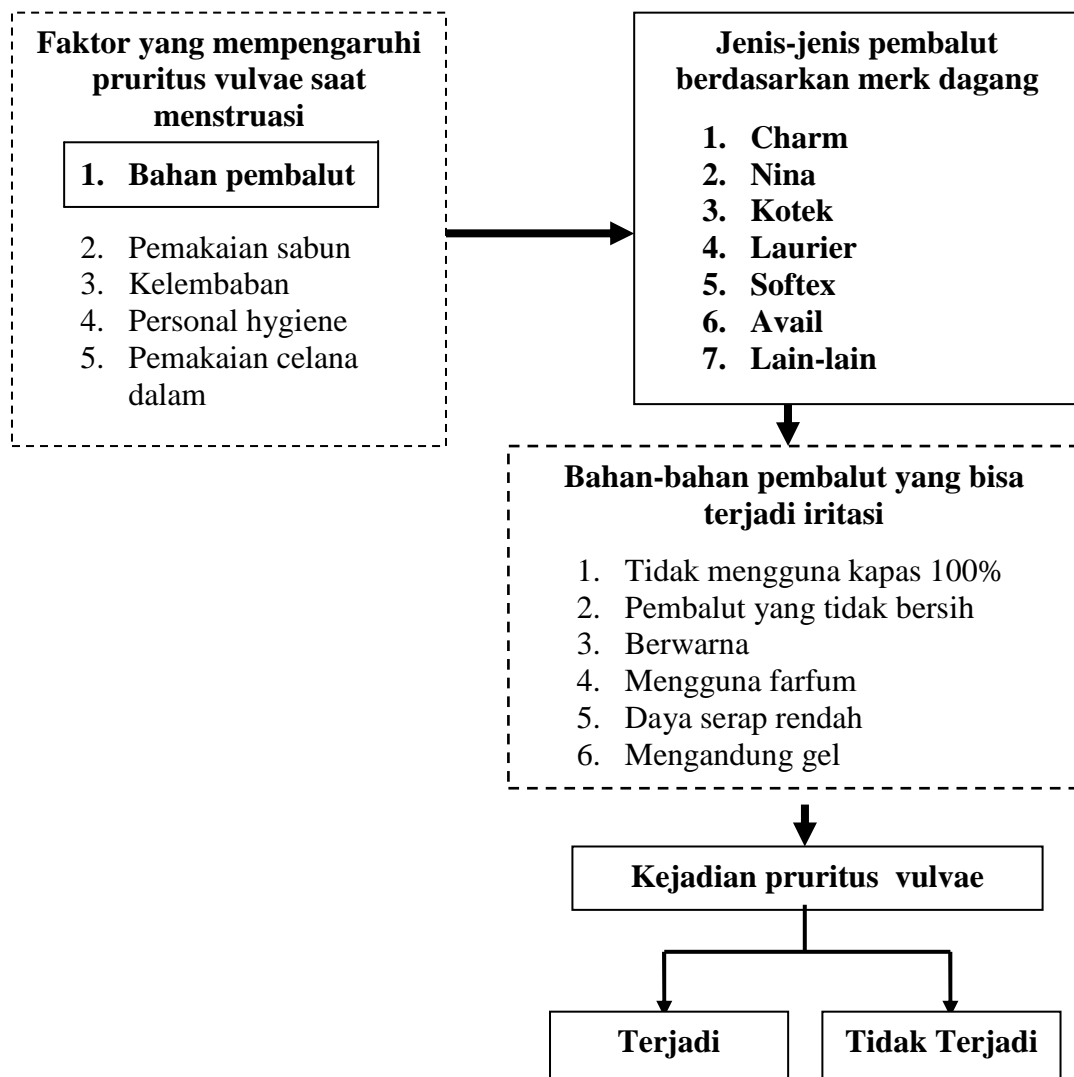 Faktor yang mempengaruhi
pruritus vulvae saat
menstruasi
1. Bahan pembalut
2. Pemakaian sabun
3. Kelembaban
4. Personal hygiene
5. Pemakaian celana
dalam
Jenis-jenis pembalut
berdasarkan merk dagang
1. Charm
2. Nina
3. Kotek
4. Laurier
5. Softex
6. Avail
7. Lain-lain
Bahan-bahan pembalut yang bisa
terjadi iritasi
1. Tidak mengguna kapas 100%
2. Pembalut yang tidak bersih
3. Berwarna
4. Mengguna farfum
5. Daya serap rendah
6. Mengandung gel
Kejadian pruritus vulvae
Terjadi
Tidak Terjadi